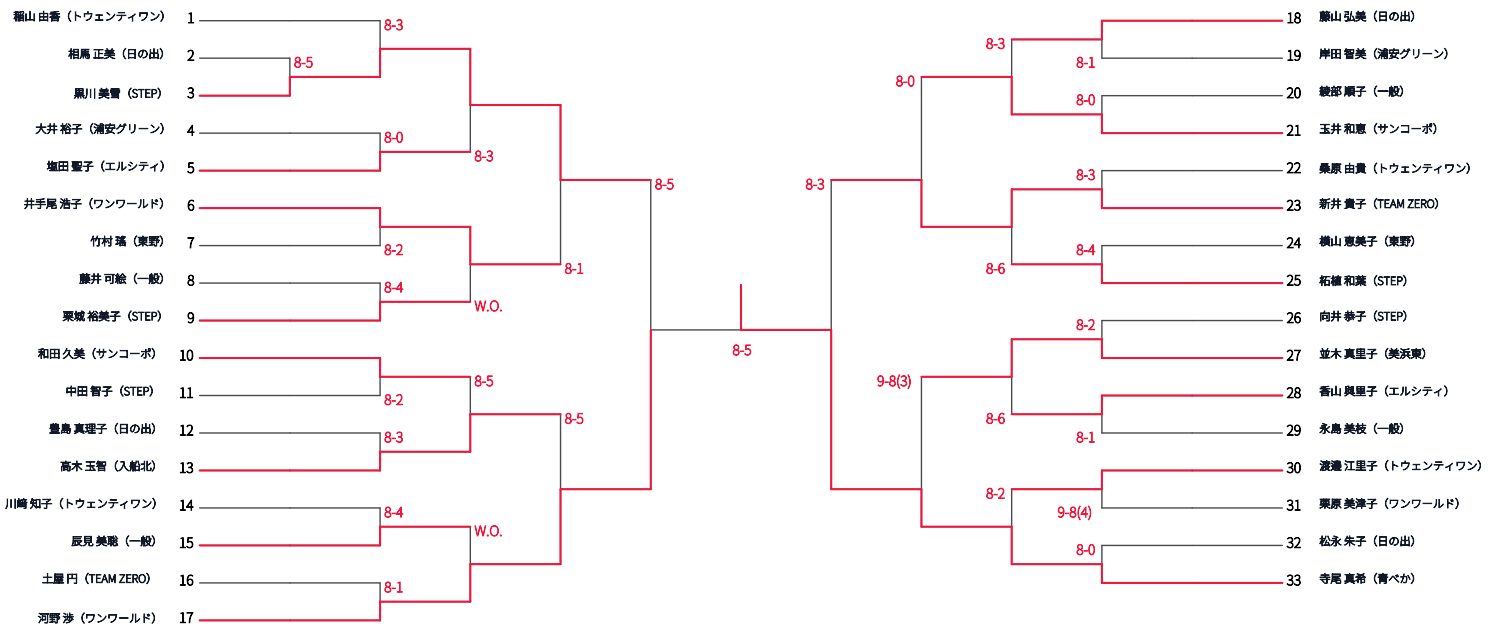 稲山 由香（トウェンティワン） 1
相馬 正美（日の出） 2
黒川 美雪（STEP） 3
大井 裕子（浦安グリーン） 4
塩田 聖子（エルシティ） 5
井手尾 浩子（ワンワールド） 6
竹村 瑤（東野） 7
藤井 可絵（一般） 8
栗城 裕美子（STEP） 9
和田 久美（サンコーポ） 10
中田 智子（STEP） 11
豊島 真理子（日の出） 12
高木 玉智（入船北） 13
川﨑 知子（トウェンティワン） 14
辰見 美聡（一般） 15
土屋 円（TEAM ZERO） 16
河野 渉（ワンワールド） 17
8-5
8-0
8-2
8-4
8-2
8-3
8-4
8-1
8-3
8-3
W.O.
8-5
W.O.
8-1
8-5
8-5
8-5
8-3
8-0
9-8(3)
8-3
8-6
8-6
8-2
8-1
8-0
8-3
8-4
8-2
8-1
9-8(4)
8-0
18 藤山 弘美（日の出）
19 岸田 智美（浦安グリーン）
20 綾部 順子（一般）
21 玉井 和恵（サンコーポ）
22 桑原 由貴（トウェンティワン）
23 新井 貴子（TEAM ZERO）
24 横山 恵美子（東野）
25 柘植 和葉（STEP）
26 向井 恭子（STEP）
27 並木 真里子（美浜東）
28 香山 與里子（エルシティ）
29 永島 美枝（一般）
30 渡邉 江里子（トウェンティワン）
31 栗原 美津子（ワンワールド）
32 松永 朱子（日の出）
33 寺尾 真希（青べか）